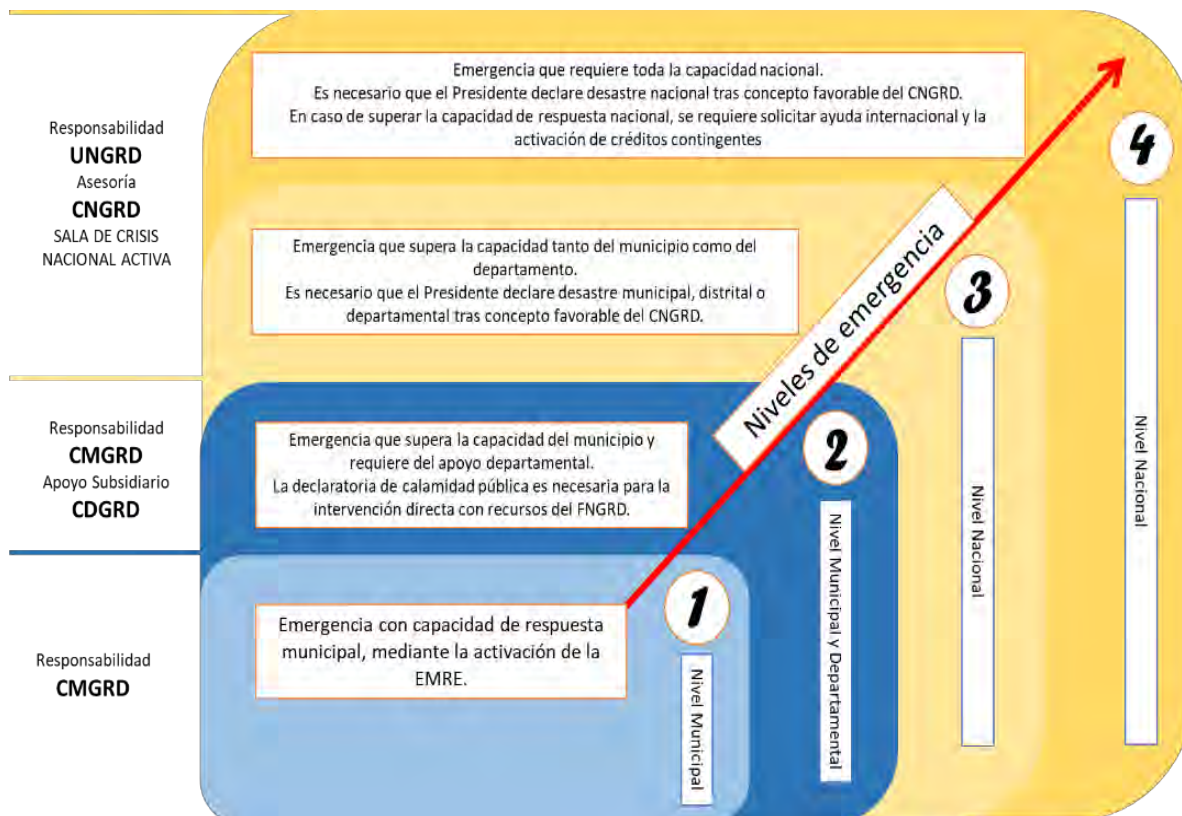 Emergencia que requiere toda la capacidad nacional.
Es necesario que el Presidente declare desastre nacional tras concepto favorable del CNGRD.
En caso de superar la capacidad de respuesta nacional, se requiere solicitar ayuda internacional y la
activación de créditos contingentes
4
Nivel Nacional
Responsabilidad
UNGRD
Asesoría
CNGRD
SALA DE CRISIS
NACIONAL ACTIVA
Emergencia que supera la capacidad tanto del municipio como del
departamento.
Es necesario que el Presidente declare desastre municipal, distrital o
departamental tras concepto favorable del CNGRD.
3
Nivel Nacional
Niveles de emergencia
Responsabilidad
CMGRD
Apoyo Subsidiario
CDGRD
Emergencia que supera la capacidad del municipio y
requiere del apoyo departamental.
La declaratoria de calamidad pública es necesaria para la
intervención directa con recursos del FNGRD.
2
Nivel Municipal y Departamental
Responsabilidad
CMGRD
Emergencia con capacidad de respuesta
municipal, mediante la activación de la
EMRE.
1
Nivel Municipal